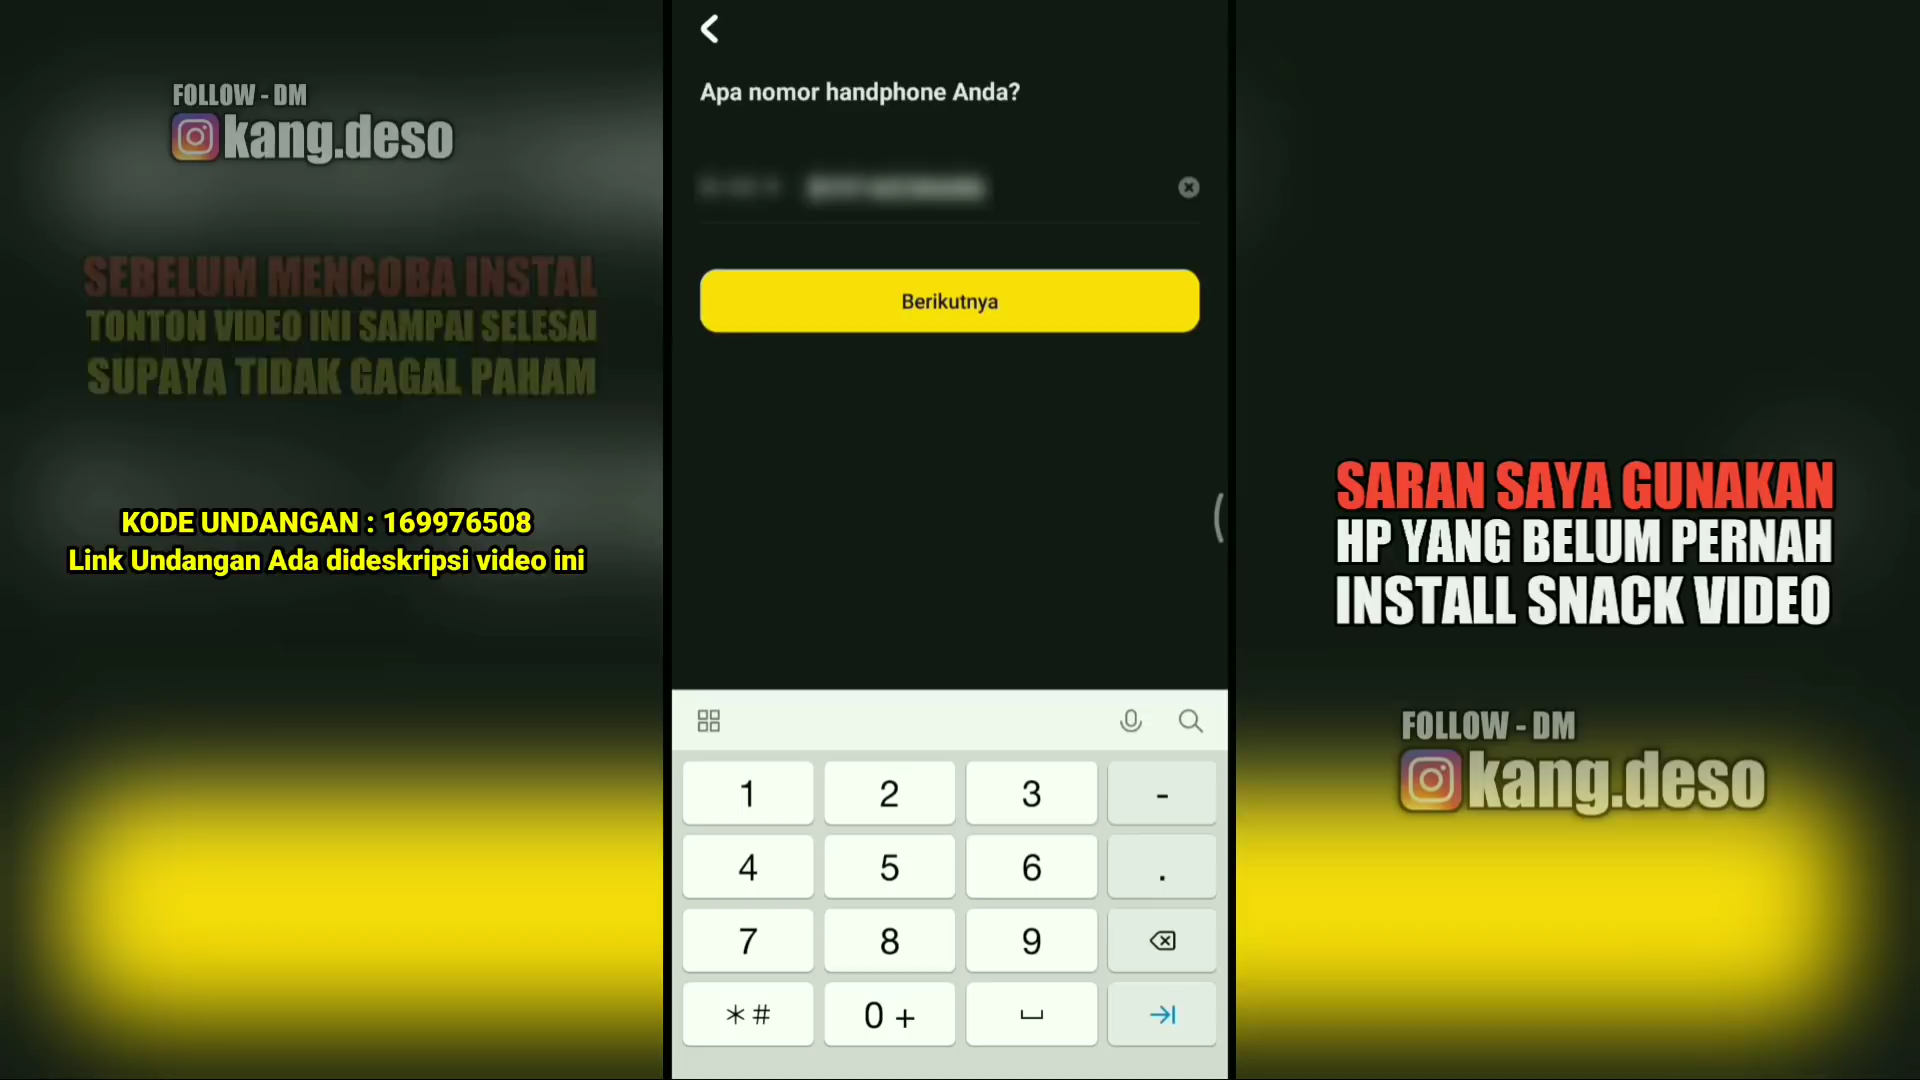 FOLLOW - DM
kang.deso
SEBELUM MENCOBA INSTAL
TONTON VIDEO INI SAMPAI SELESAI
SUPAYA TIDAK GAGAL PAHAM
KODE UNDANGAN : 169976508
Link Undangan Ada dideskripsi video ini
Apa nomor handphone Anda?
Berikutnya
1 2 3 -
4 5 6 .
7 8 9
*# 0 +
SARAN SAYA GUNAKAN
HP YANG BELUM PERNAH
INSTALL SNACK VIDEO
FOLLOW - DM
kang.deso